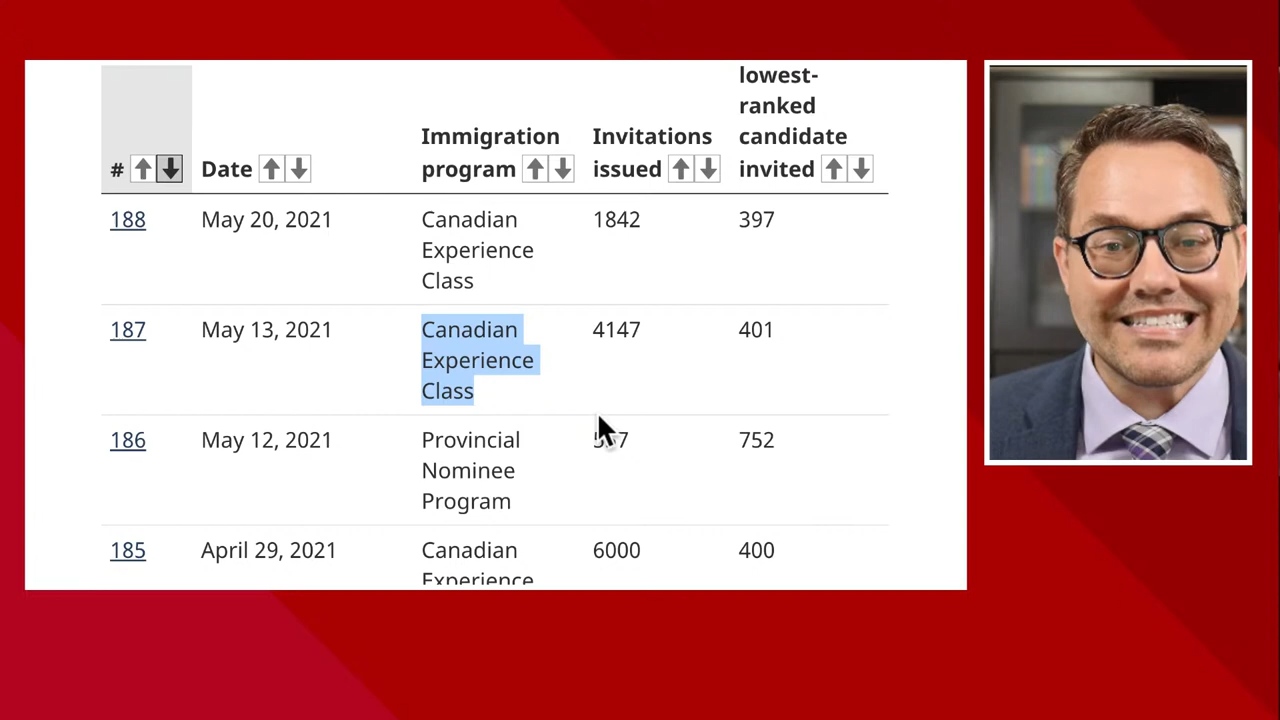 lowest-
ranked
Immigration Invitations candidate
# Date program issued invited
188 May 20, 2021 Canadian 1842 397
Experience
Class
187 May 13, 2021 Canadian 4147 401
Experience
Class
186 May 12, 2021 Provincial 752
Nominee
Program
185 April 29, 2021 Canadian 6000 400
Experience